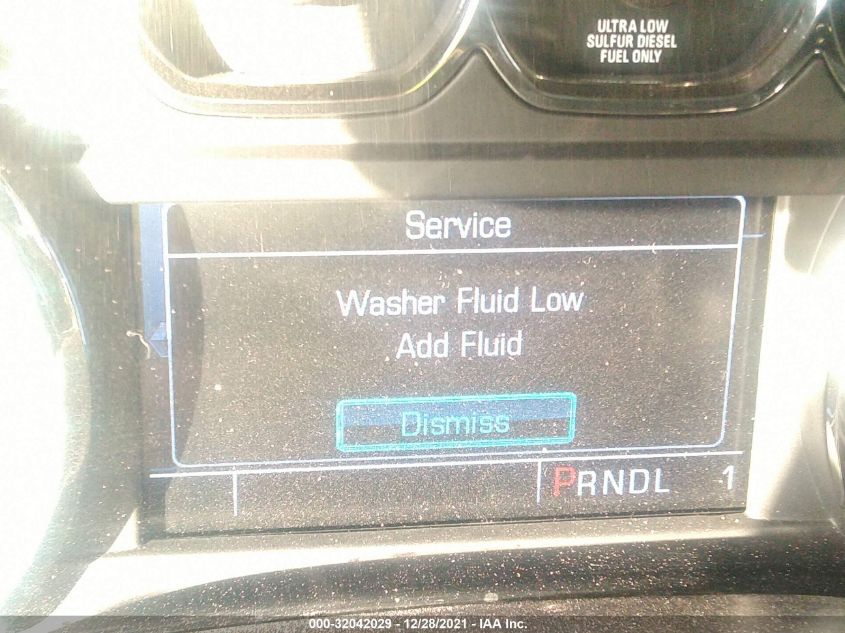 ULTRA LOW
SULFUR DIESEL
FUEL ONLY
Service
Washer Fluid Low
Add Fluid
Dismiss
PRNDL 1
000-32042029 - 12/28/2021 - IAA Inc.